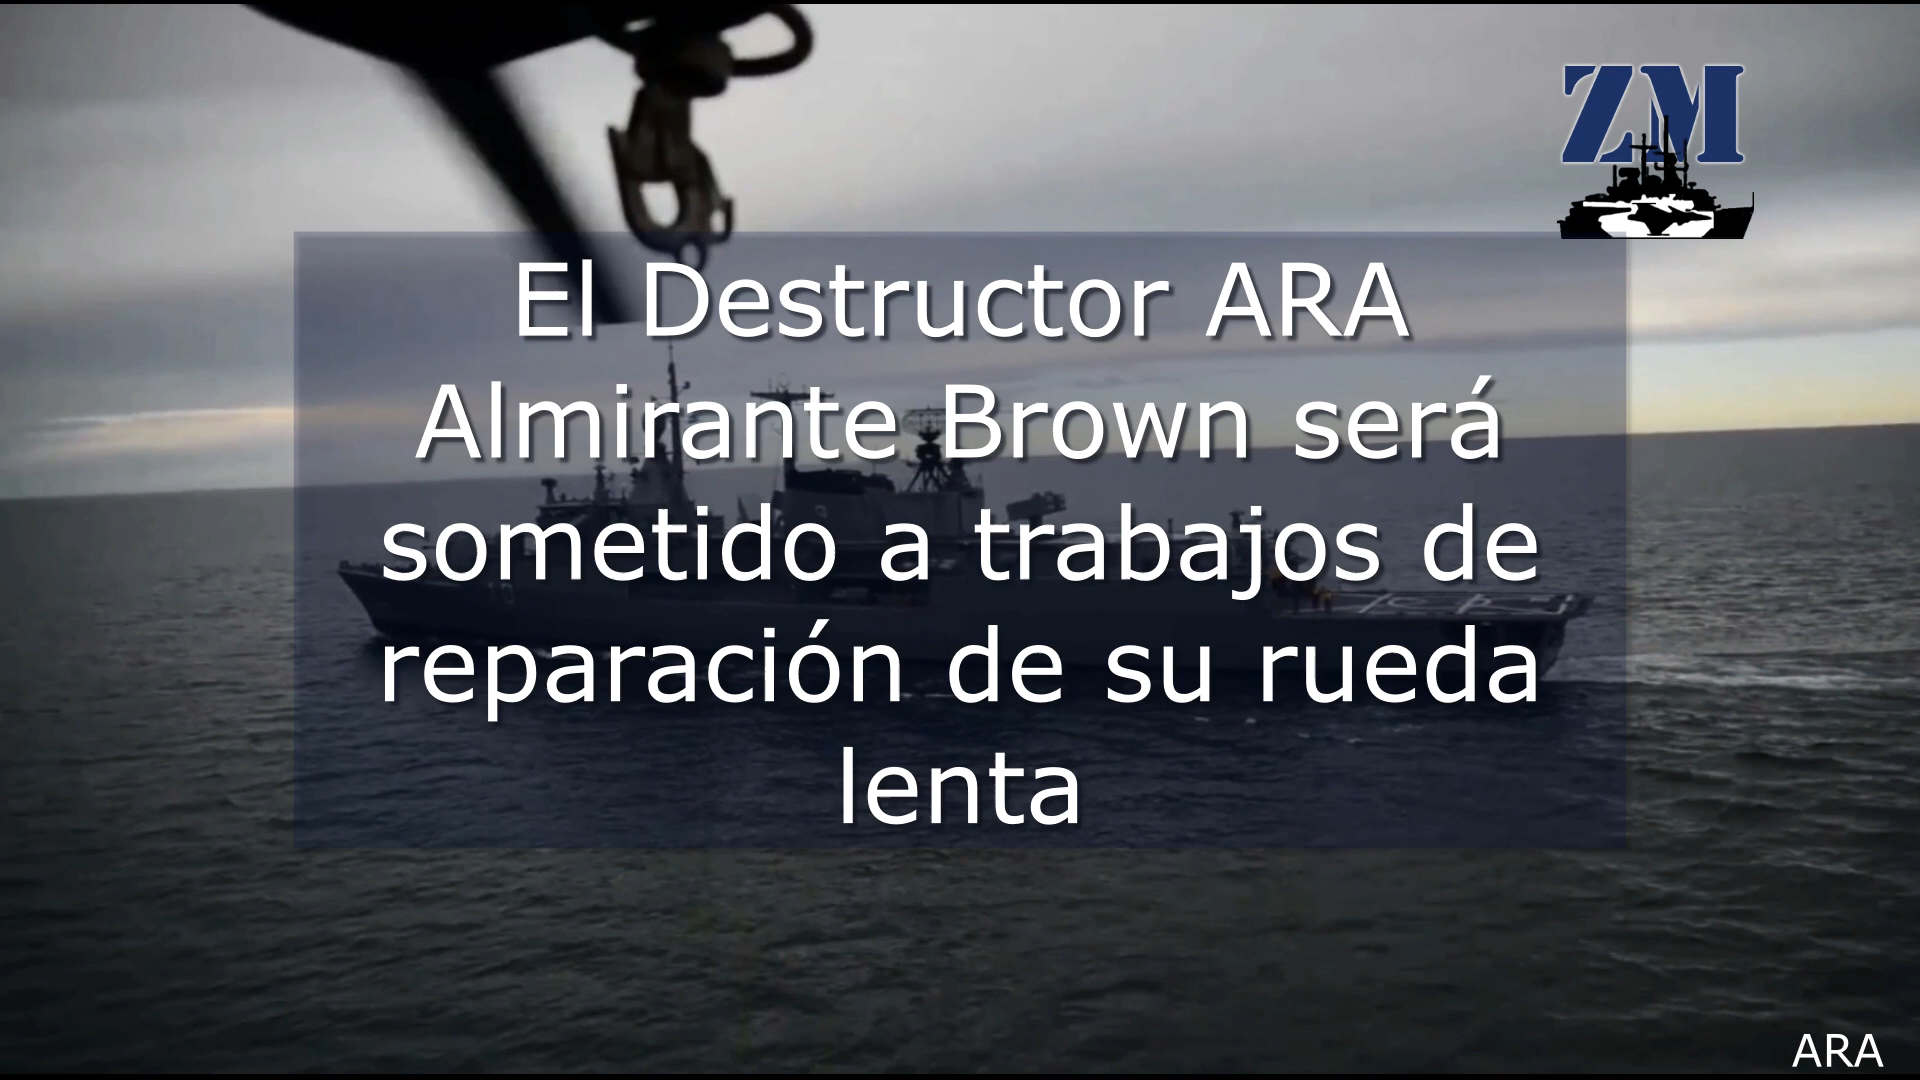 ZM
El Destructor ARA
Almirante Brown será
sometido a trabajos de
reparación de su rueda
lenta
ARA